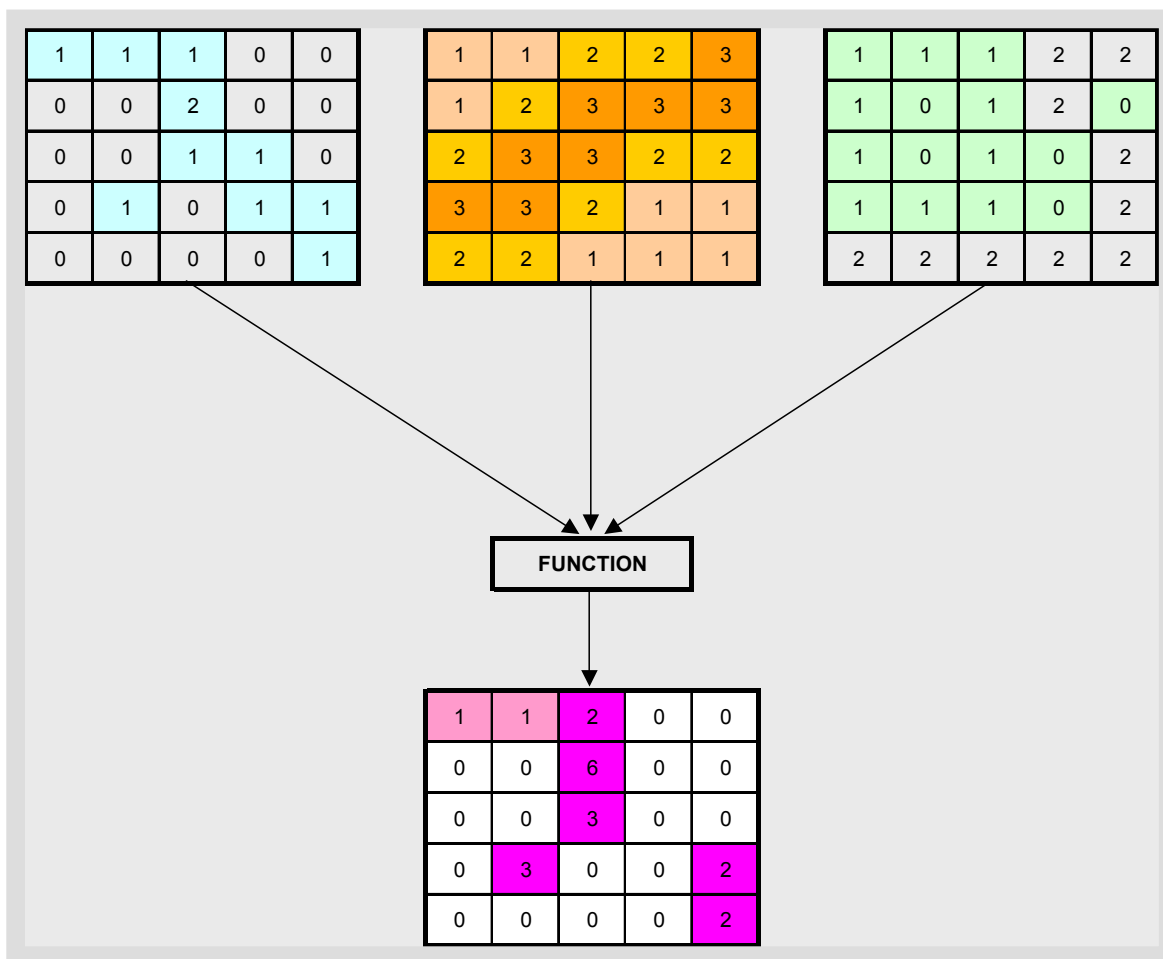 1 1 1 0 0 1 1 2 2 3 1 1 1 2 2
0 0 2 0 0 1 2 3 3 3 1 0 1 2 0
0 0 1 1 0 2 3 3 2 2 1 0 1 0 2
0 1 0 1 1 3 3 2 1 1 1 1 1 0 2
0 0 0 0 1 2 2 1 1 1 2 2 2 2 2
FUNCTION
1 1 2 0 0
0 0 6 0 0
0 0 3 0 0
0 3 0 0 2
0 0 0 0 2